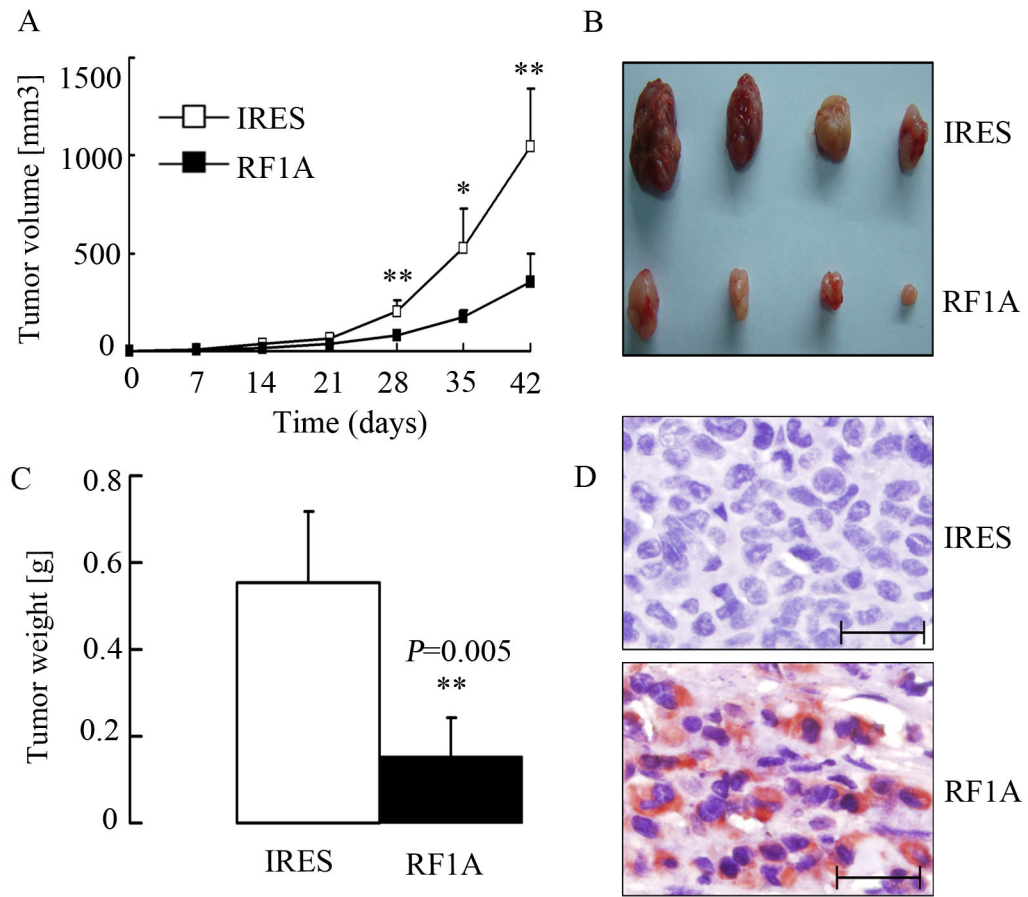 A
Tumor volume [mm3]
1500
1000
500
0
IRES
RF1A
**
*
**
0 7 14 21 28 35 42
Time (days)
B
IRES
RF1A
C
Tumor weight [g]
0.8
0.6
0.4
0.2
0
P=0.005
**
IRES RF1A
D
IRES
RF1A